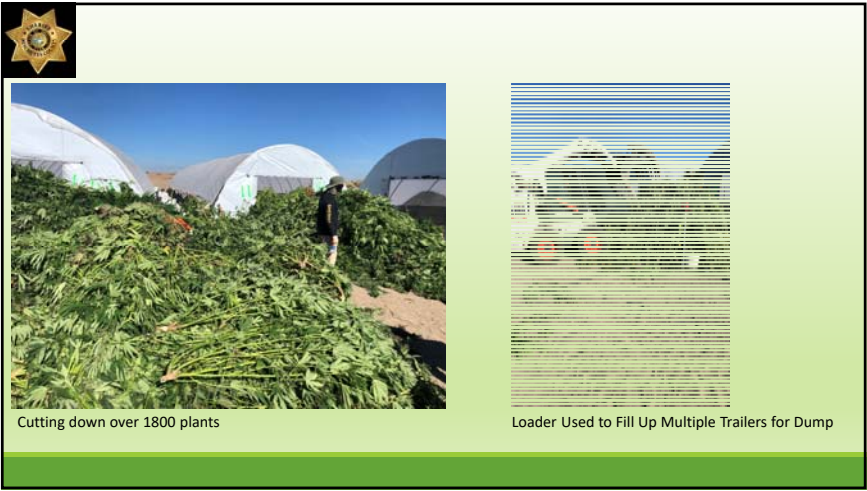 Cutting down over 1800 plants
Loader Used to Fill Up Multiple Trailers for Dump